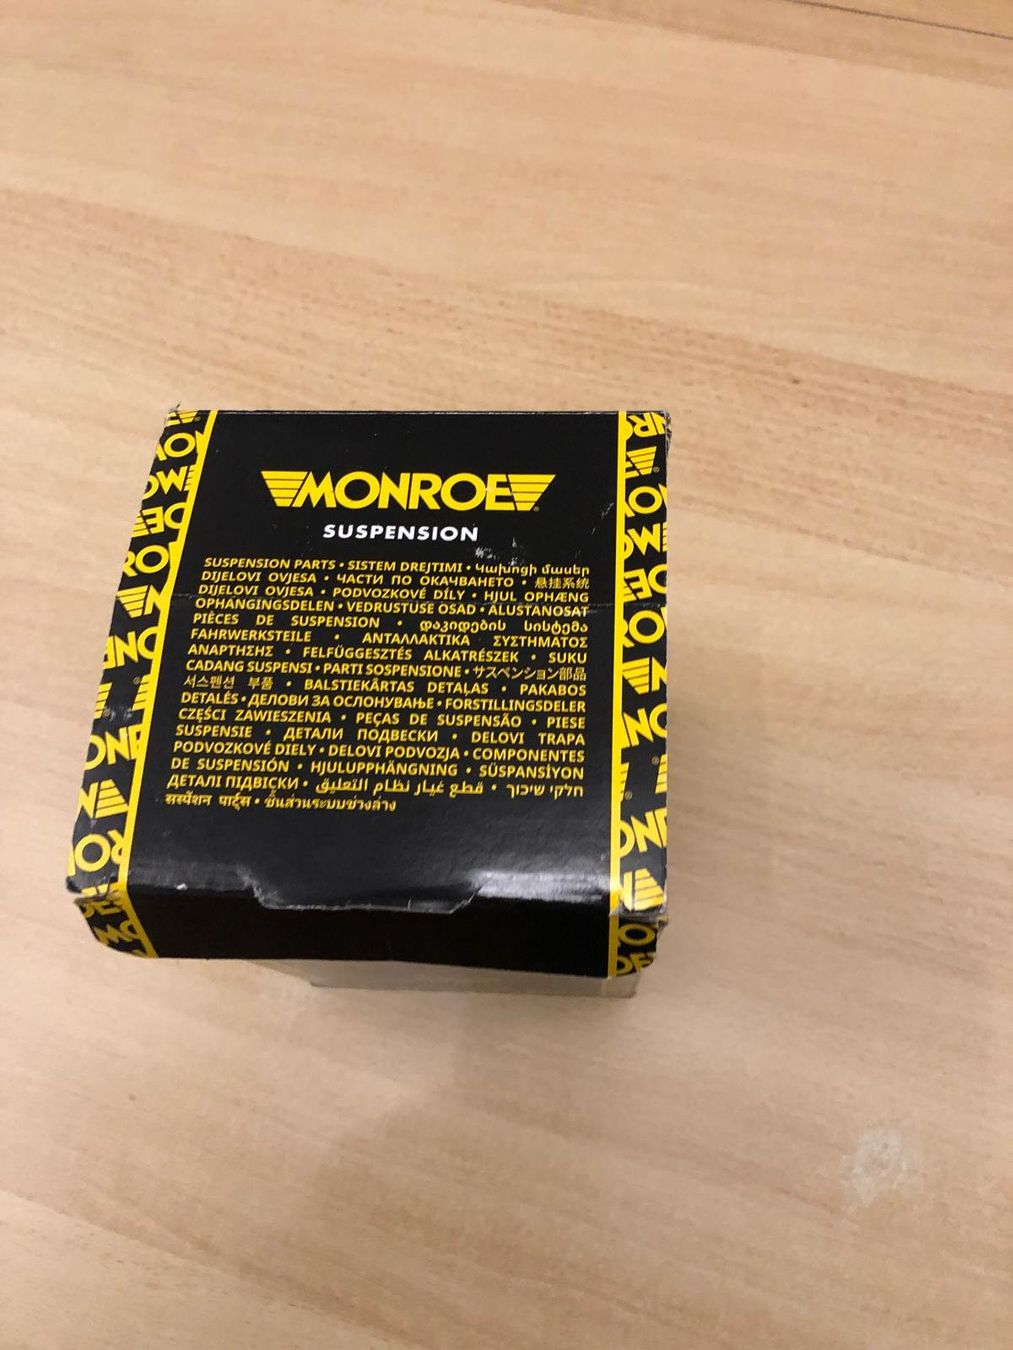 MONROE
SUSPENSION
SUSPENSION PARTS • SISTEM DREJTIMI • Կախոցի մասեր
DIJELOVI OVJESA • ЧАСТИ ПО ОКАЧВАНЕТО • 悬挂系统
DIJELOVI OVJESA • PODVOZKOVÉ DÍLY • HJUL OPHÆNG
OPHANGINGSDELEN • VEDRUSTUSE OSAD • ALUSTANOSAT
PIÈCES DE SUSPENSION • დაკიდების სისტემა
FAHRWERKSTEILE • ΑΝΤΑΛΛΑΚΤΙΚΑ ΣΥΣΤΗΜΑΤΟΣ
ΑΝΑΡΤΗΣΗΣ • FELFÜGGESZTÉS ALKATRÉSZEK • SUKU
CADANG SUSPENSI • PARTI SOSPENSIONE • サスペンション部品
서스펜션 부품 • BALSTIEKĀRTAS DETAĻAS • PAKABOS
DETALĖS • ДЕЛОВИ ЗА ОСЛОНУВАЊЕ • FORSTILLINGSDELER
CZĘŚCI ZAWIESZENIA • PEÇAS DE SUSPENSÃO • PIESE
SUSPENSIE • ДЕТАЛИ ПОДВЕСКИ • DELOVI TRAPA
PODVOZKOVÉ DIELY • DELOVI PODVOZJA • COMPONENTES
DE SUSPENSIÓN • HJULUPPHÄNGNING • SÜSPANSİYON
ДЕТАЛІ ПІДВІСКИ • قطع غيار نظام التعليق • חלקי שיכוך
सस्पेंशन पार्ट्स • ชิ้นส่วนระบบช่วงล่าง